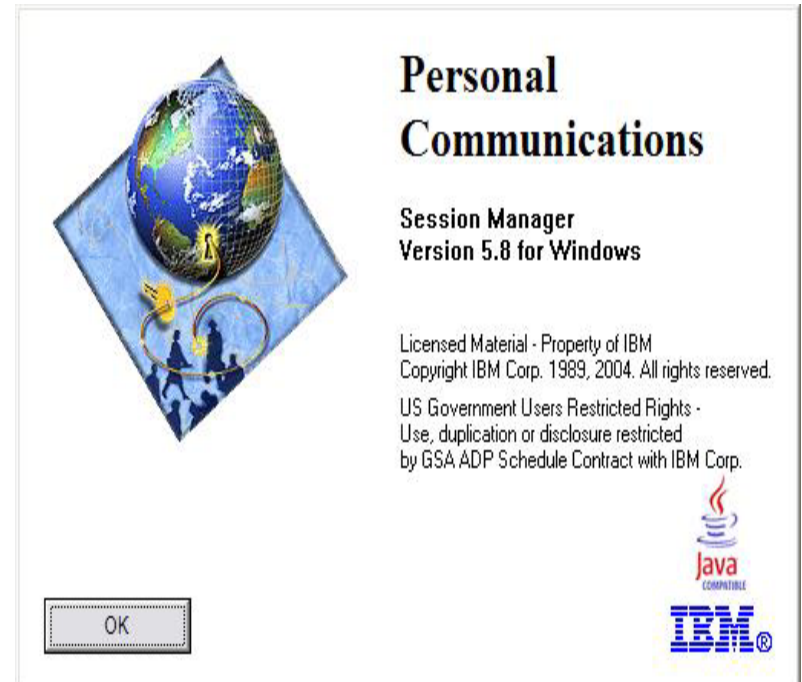 Personal
Communications
Session Manager
Version 5.8 for Windows
Licensed Material - Property of IBM
Copyright IBM Corp. 1989, 2004. All rights reserved.
US Government Users Restricted Rights -
Use, duplication or disclosure restricted
by GSA ADP Schedule Contract with IBM Corp.
Java
COMPATIBLE
OK
IBM®